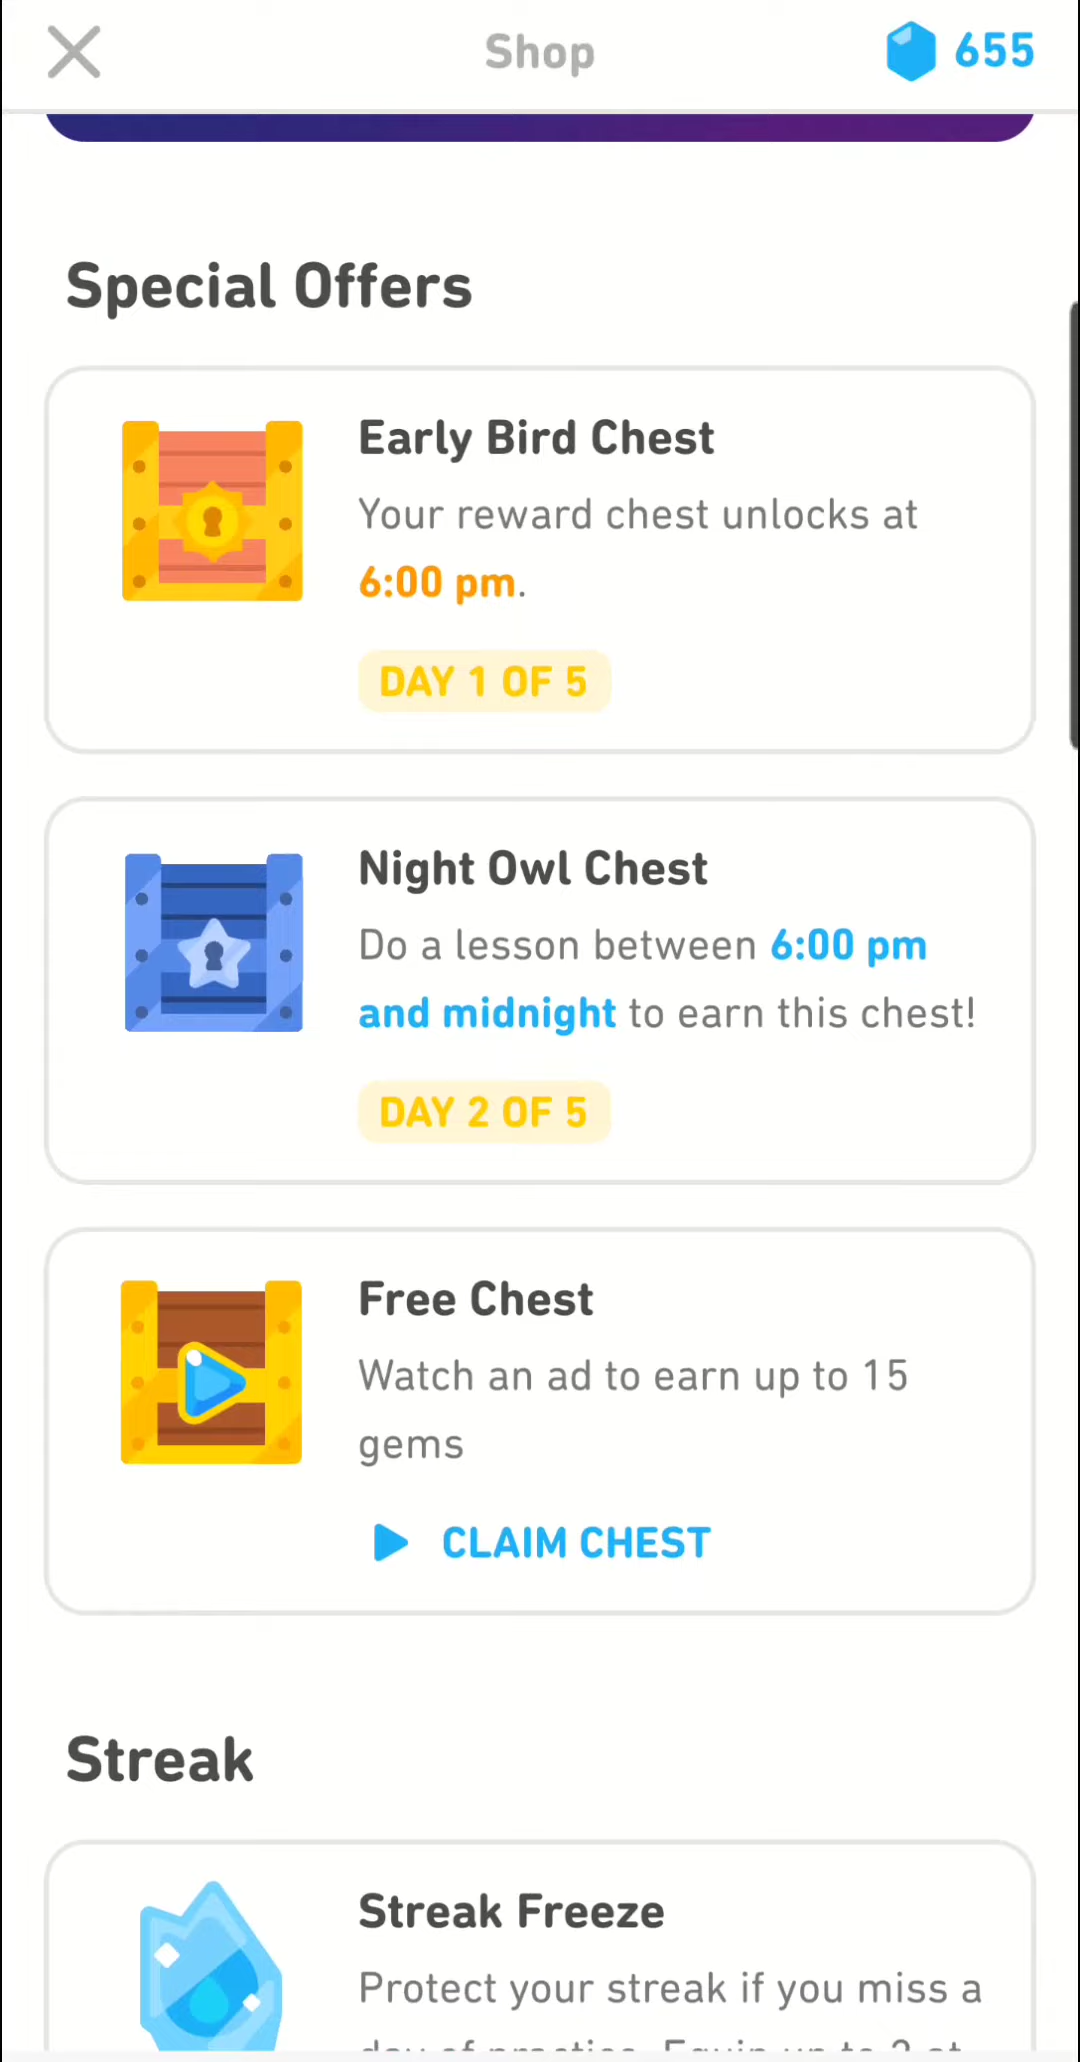 Shop
655
Special Offers
Early Bird Chest
Your reward chest unlocks at
6:00 pm.
DAY 1 OF 5
Night Owl Chest
Do a lesson between 6:00 pm
and midnight to earn this chest!
DAY 2 OF 5
Free Chest
Watch an ad to earn up to 15
gems
CLAIM CHEST
Streak
Streak Freeze
Protect your streak if you miss a